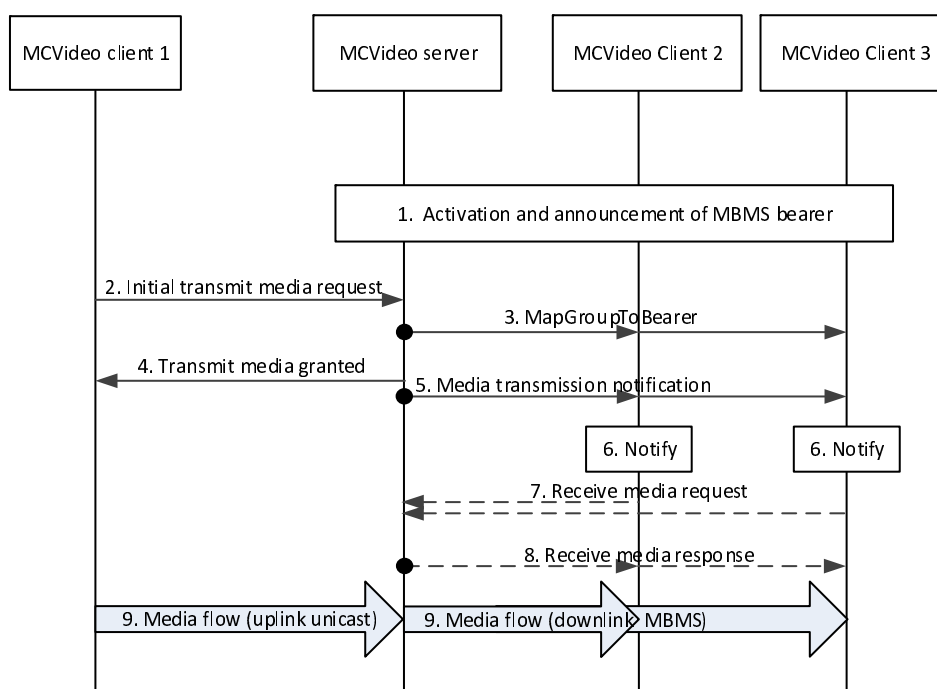 MCVideo client 1
MCVideo server
MCVideo Client 2
MCVideo Client 3
1. Activation and announcement of MBMS bearer
2. Initial transmit media request
3. MapGroupToBearer
4. Transmit media granted
5. Media transmission notification
6. Notify
6. Notify
7. Receive media request
8. Receive media response
9. Media flow (uplink unicast)
9. Media flow (downlink MBMS)